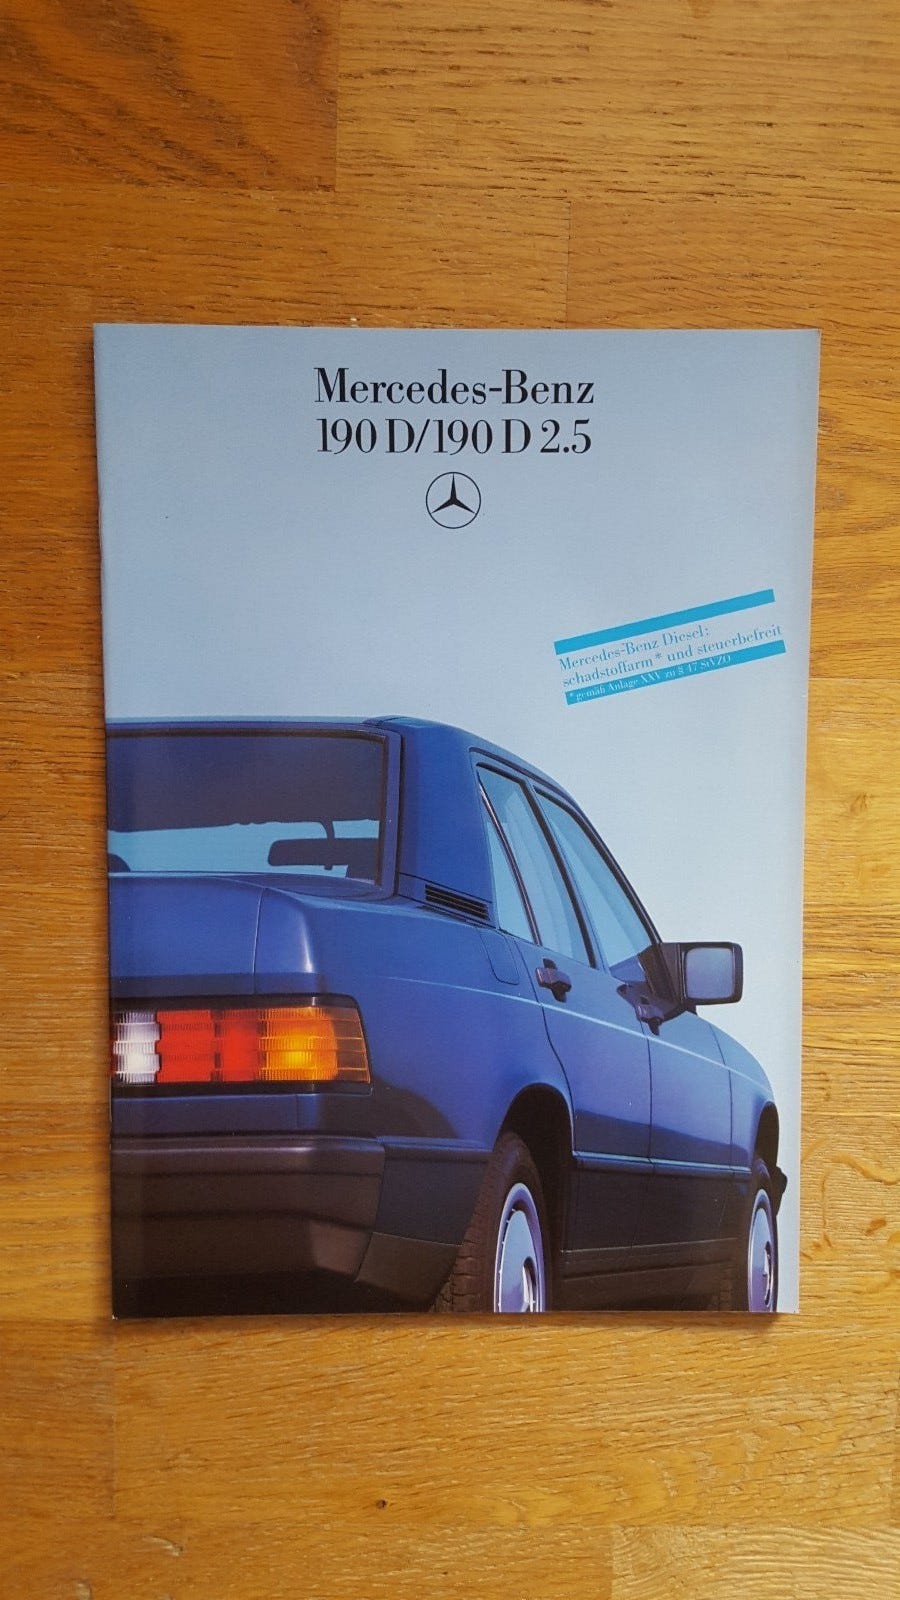 Mercedes-Benz
190 D/190 D 2.5
Mercedes-Benz Diesel:
schadstoffarm* und steuerbefreit
*gemäß Anlage XXV zu § 47 StVZO